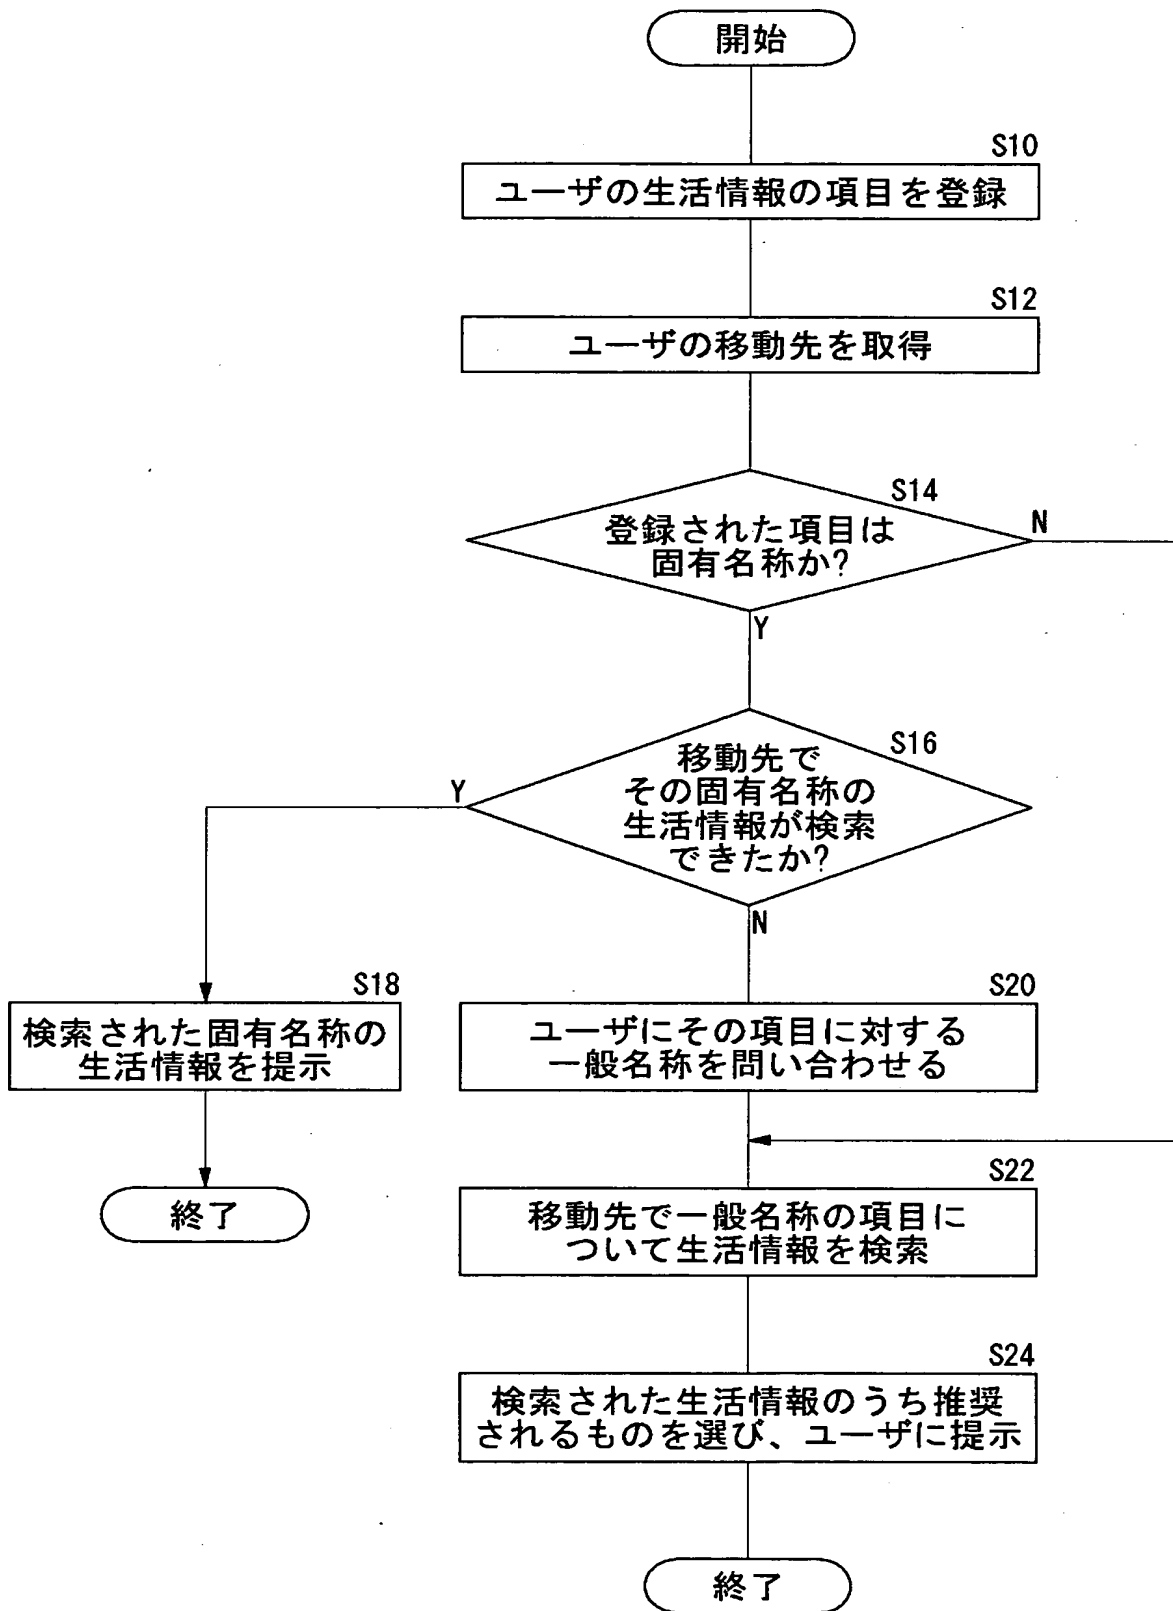 開始
S10
ユーザの生活情報の項目を登録
S12
ユーザの移動先を取得
S14
登録された項目は
固有名称か?
N
Y
S16
移動先で
その固有名称の
生活情報が検索
できたか?
Y
N
S18
検索された固有名称の
生活情報を提示
終了
S20
ユーザにその項目に対する
一般名称を問い合わせる
S22
移動先で一般名称の項目に
ついて生活情報を検索
S24
検索された生活情報のうち推奨
されるものを選び、ユーザに提示
終了